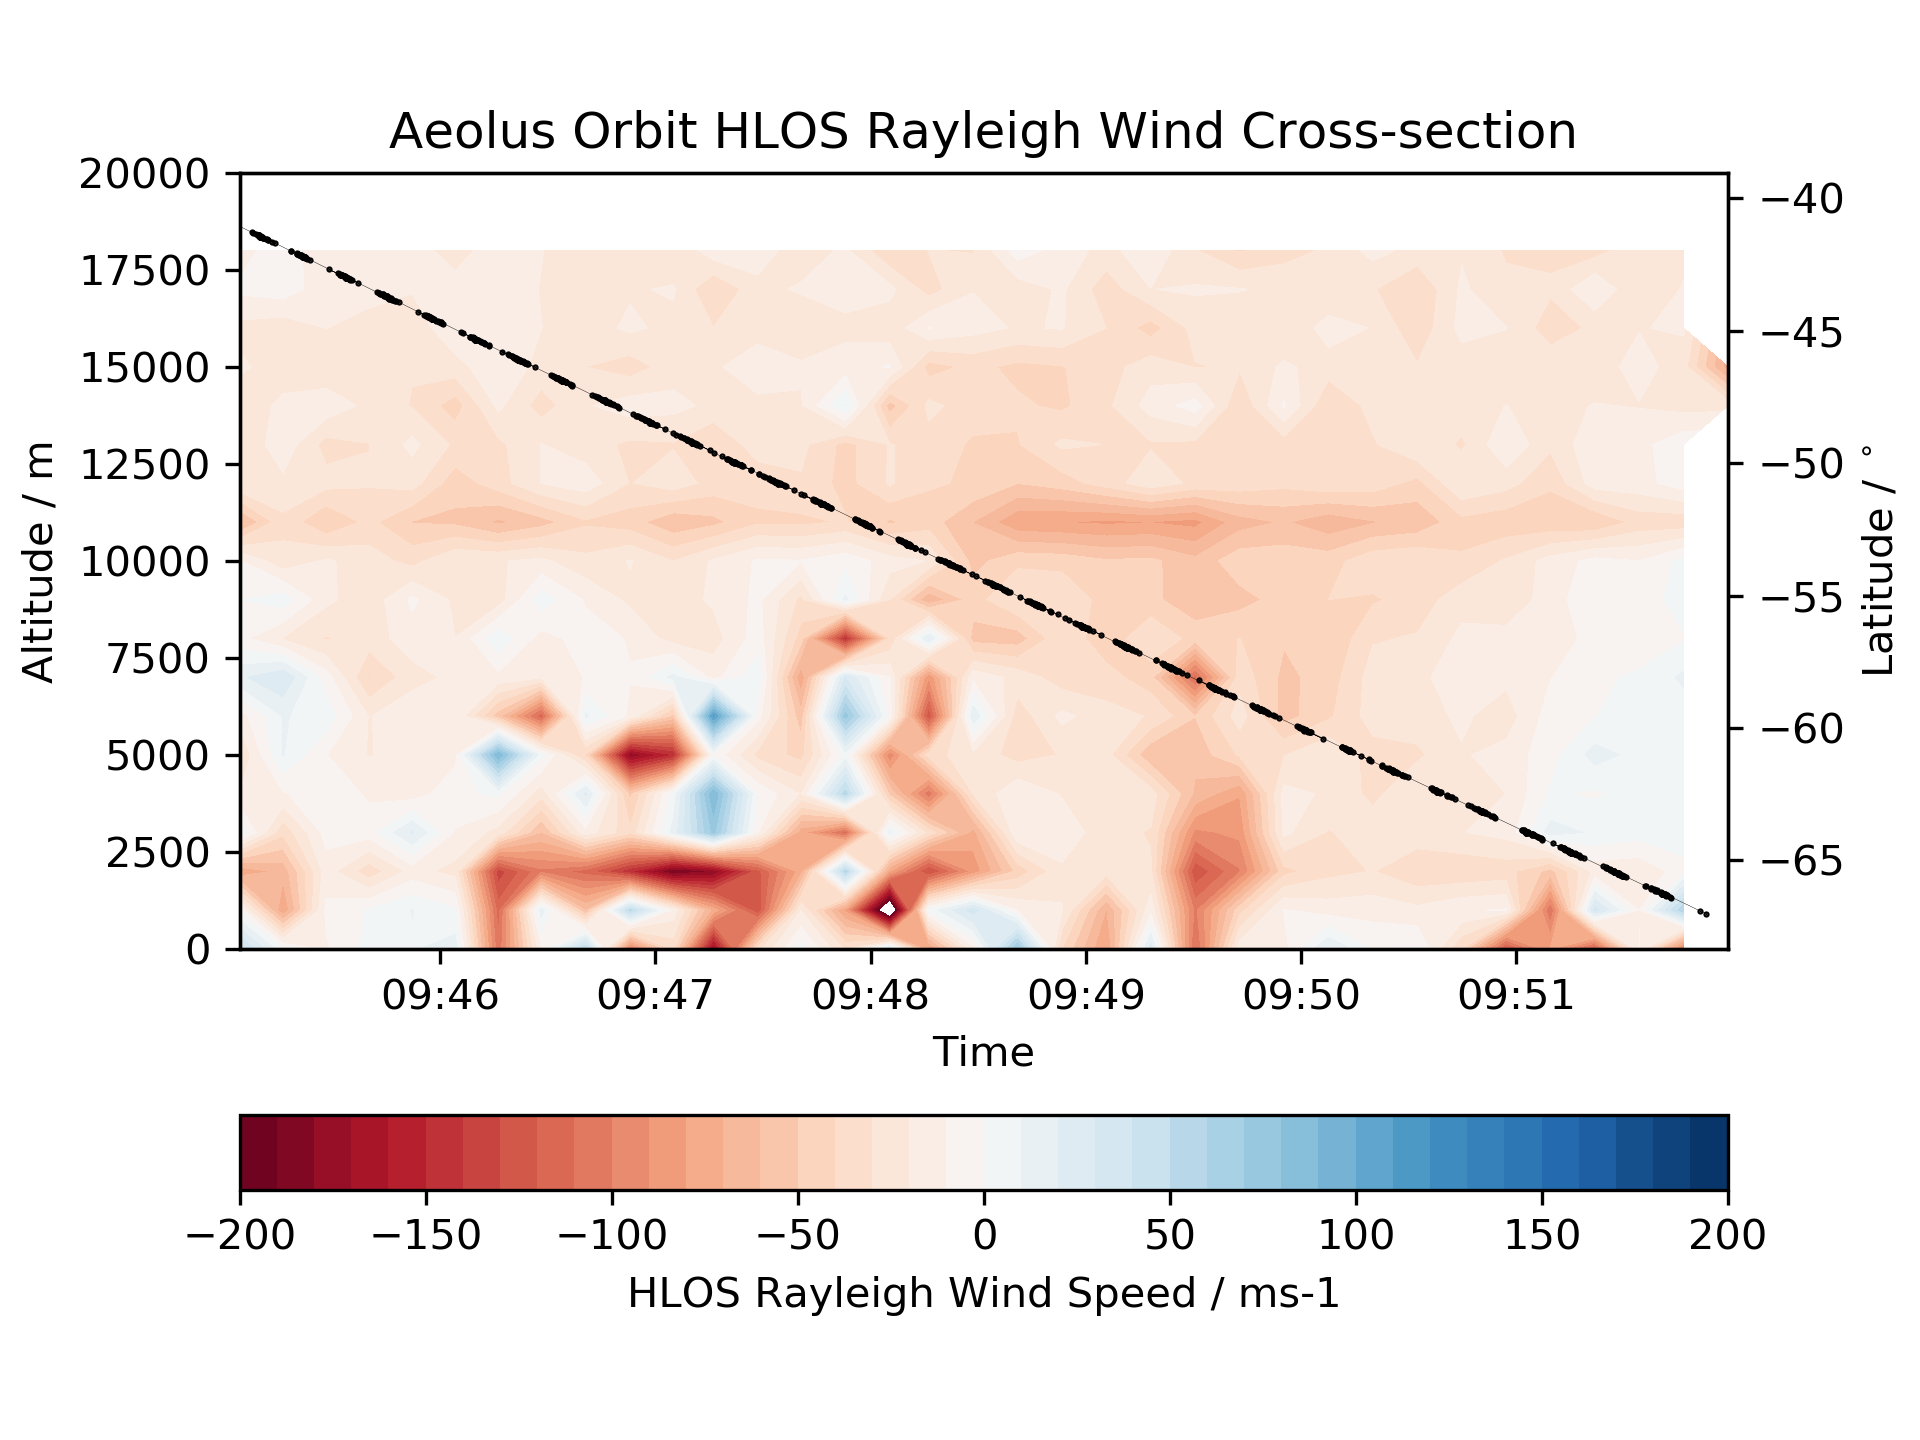 Aeolus Orbit HLOS Rayleigh Wind Cross-section
20000
17500
15000
12500
10000
7500
5000
2500
0
Altitude / m
−40
−45
−50
−55
−60
−65
Latitude / °
09:46 09:47 09:48 09:49 09:50 09:51
Time
−200 −150 −100 −50 0 50 100 150 200
HLOS Rayleigh Wind Speed / ms-1